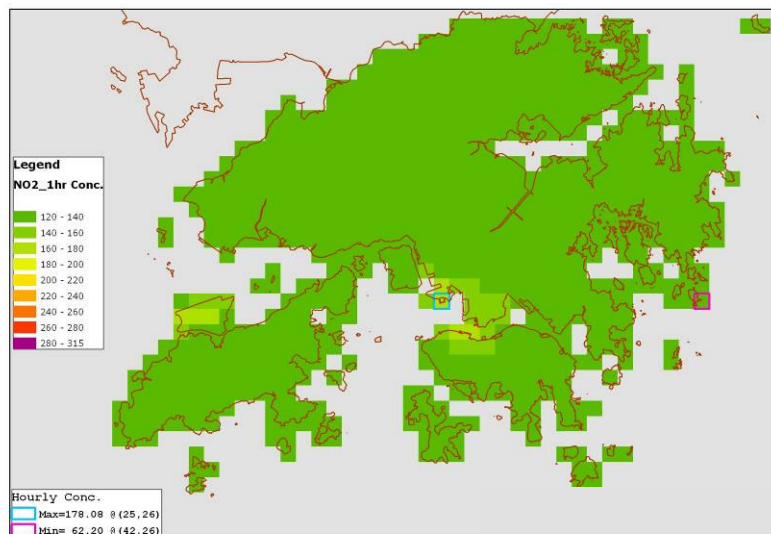 Legend
NO2_1hr Conc.
120 - 140
140 - 160
160 - 180
180 - 200
200 - 220
220 - 240
240 - 260
260 - 280
280 - 315
Hourly Conc.
Max=178.08 @(25,26)
Min= 62.20 @(42,26)